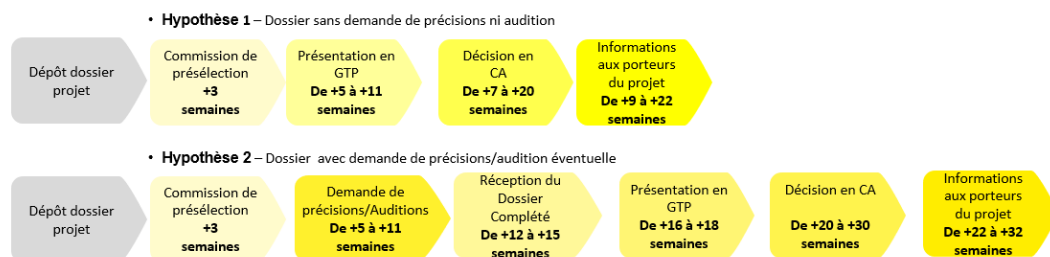 • Hypothèse 1 – Dossier sans demande de précisions ni audition
Dépôt dossier
projet
Commission de
présélection
+3
semaines
Présentation en
GTP
De +5 à +11
semaines
Décision en
CA
De +7 à +20
semaines
Informations
aux porteurs
du projet
De +9 à +22
semaines
• Hypothèse 2 – Dossier avec demande de précisions/audition éventuelle
Dépôt dossier
projet
Commission de
présélection
+3
semaines
Demande de
précisions/Auditions
De +5 à +11
semaines
Réception du
Dossier
Complété
De +12 à +15
semaines
Présentation en
GTP
De +16 à +18
semaines
Décision en CA
De +20 à +30
semaines
Informations
aux porteurs
du projet
De +22 à +32
semaines